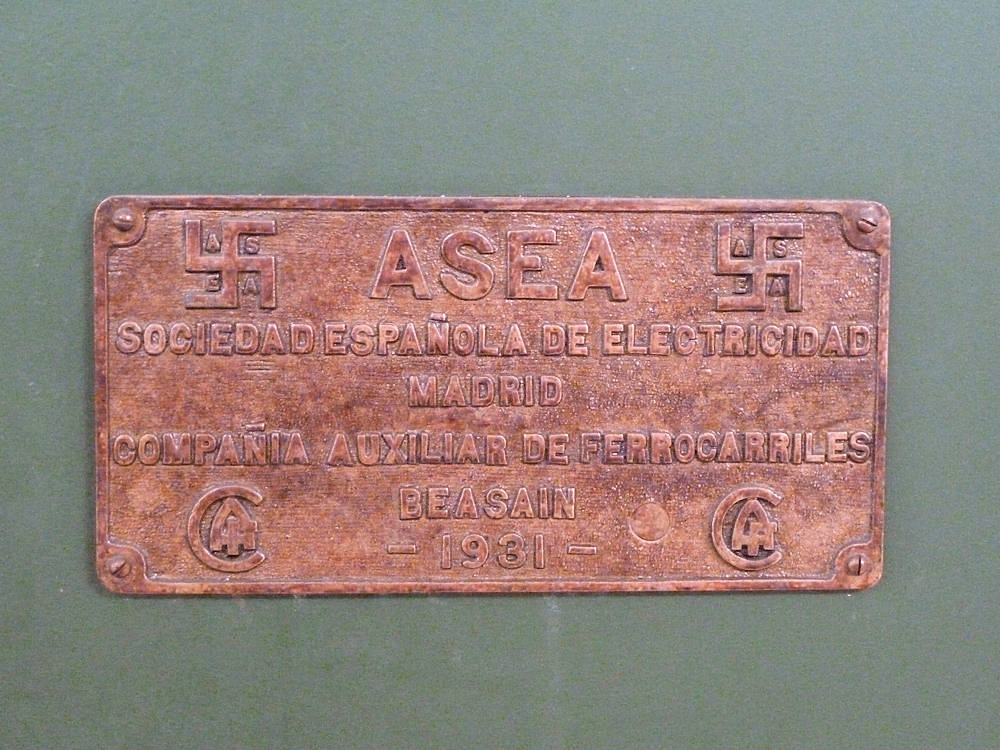 A S E A ASEA A S E A
SOCIEDAD ESPAÑOLA DE ELECTRICIDAD
MADRID
COMPAÑIA AUXILIAR DE FERROCARRILES
BEASAIN
– 1931 –